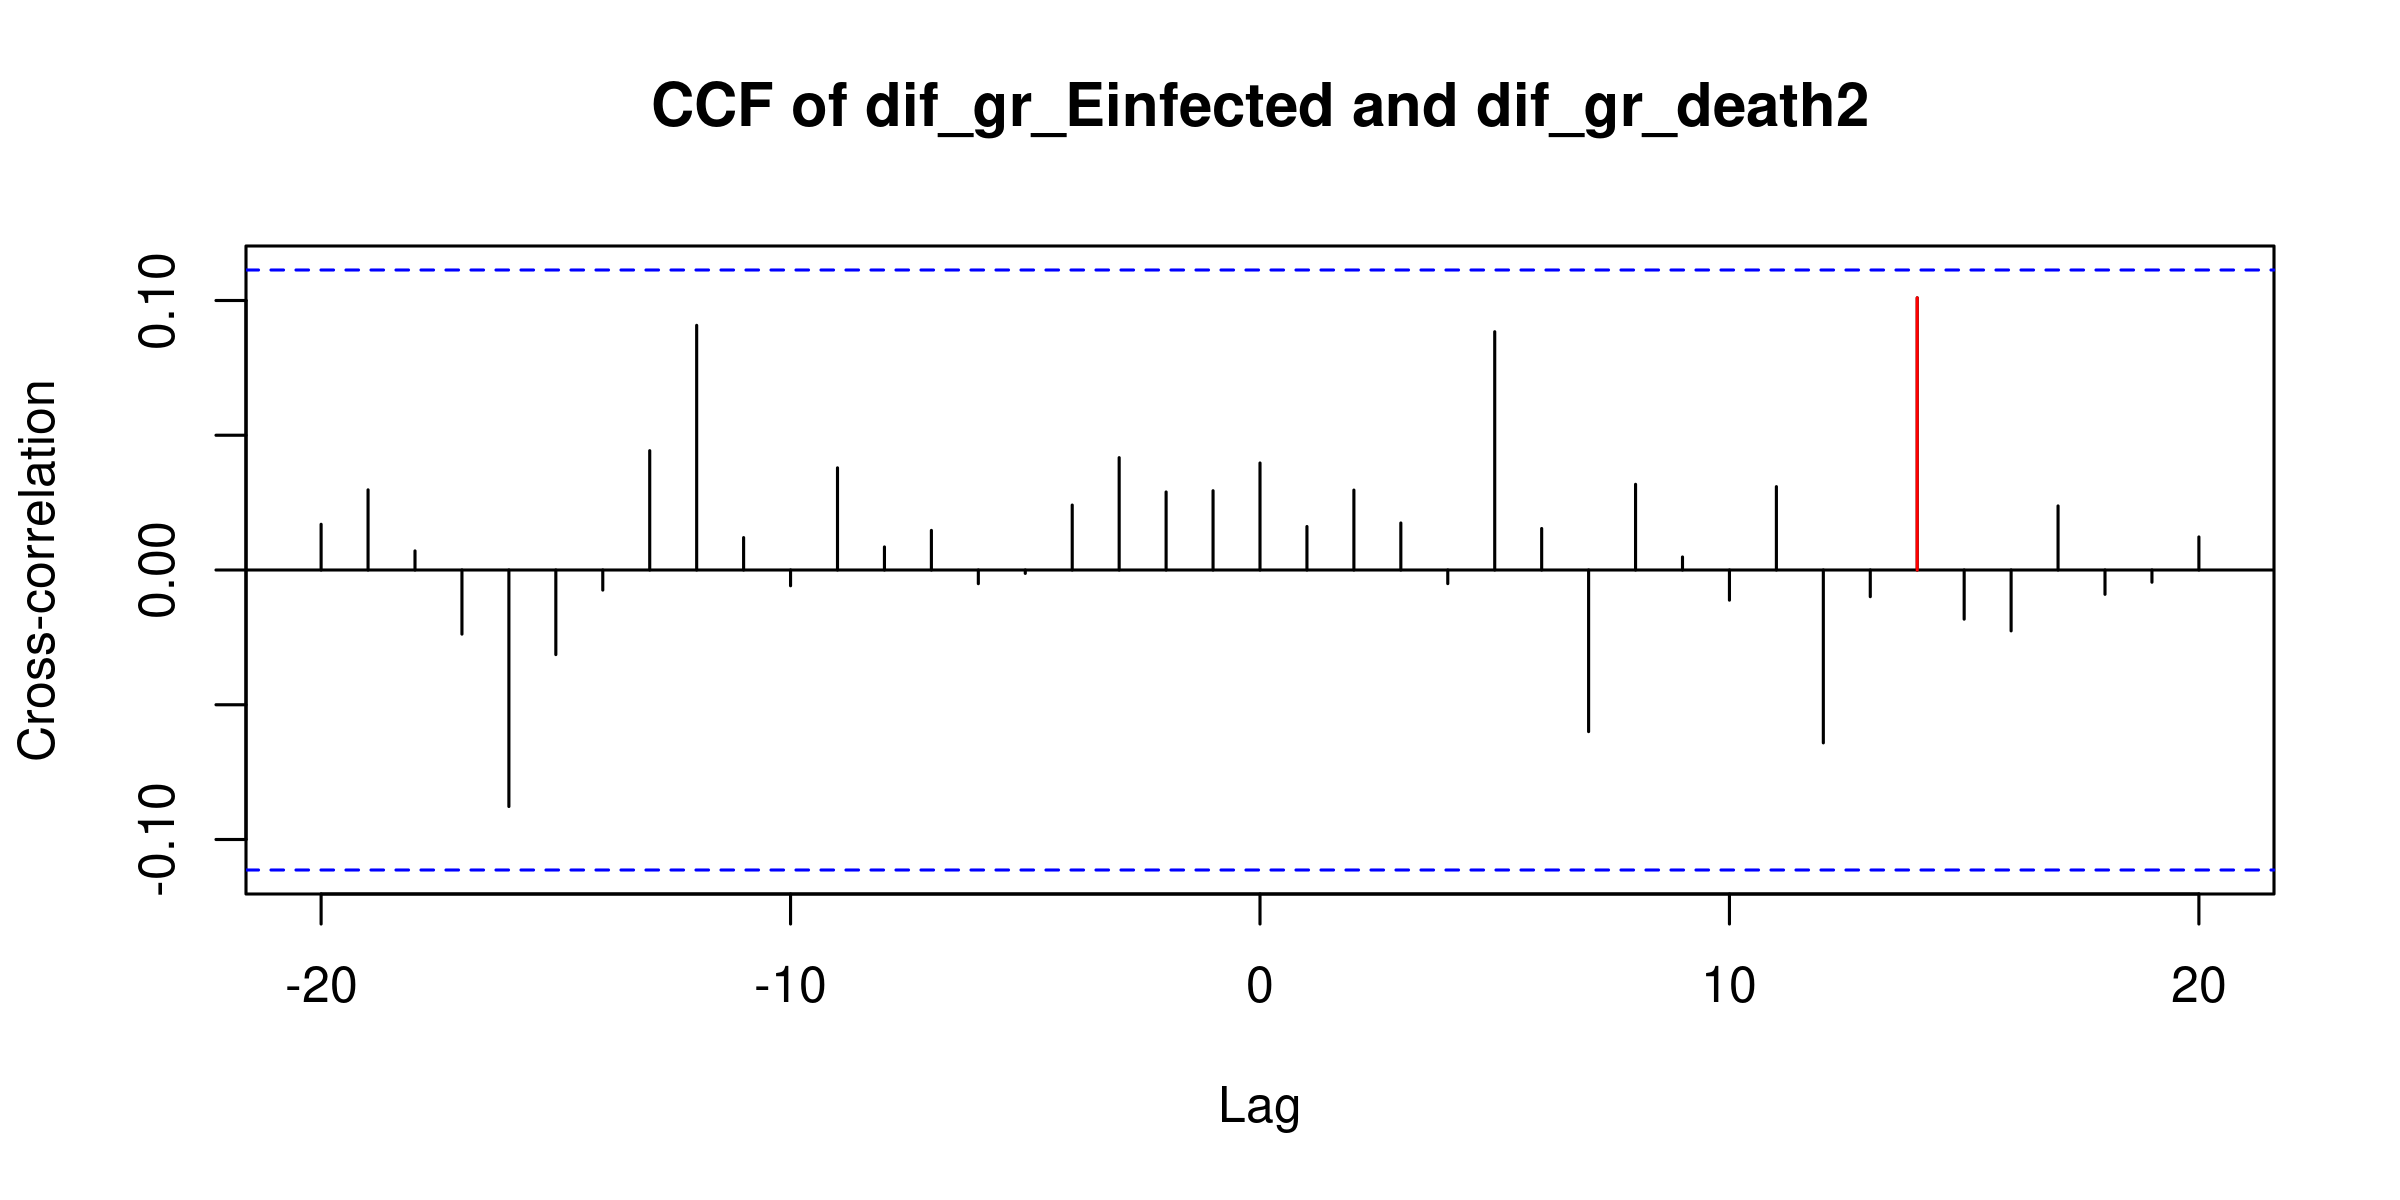 CCF of dif_gr_Einfected and dif_gr_death2
Cross-correlation
0.10
0.00
-0.10
-20 -10 0 10 20
Lag